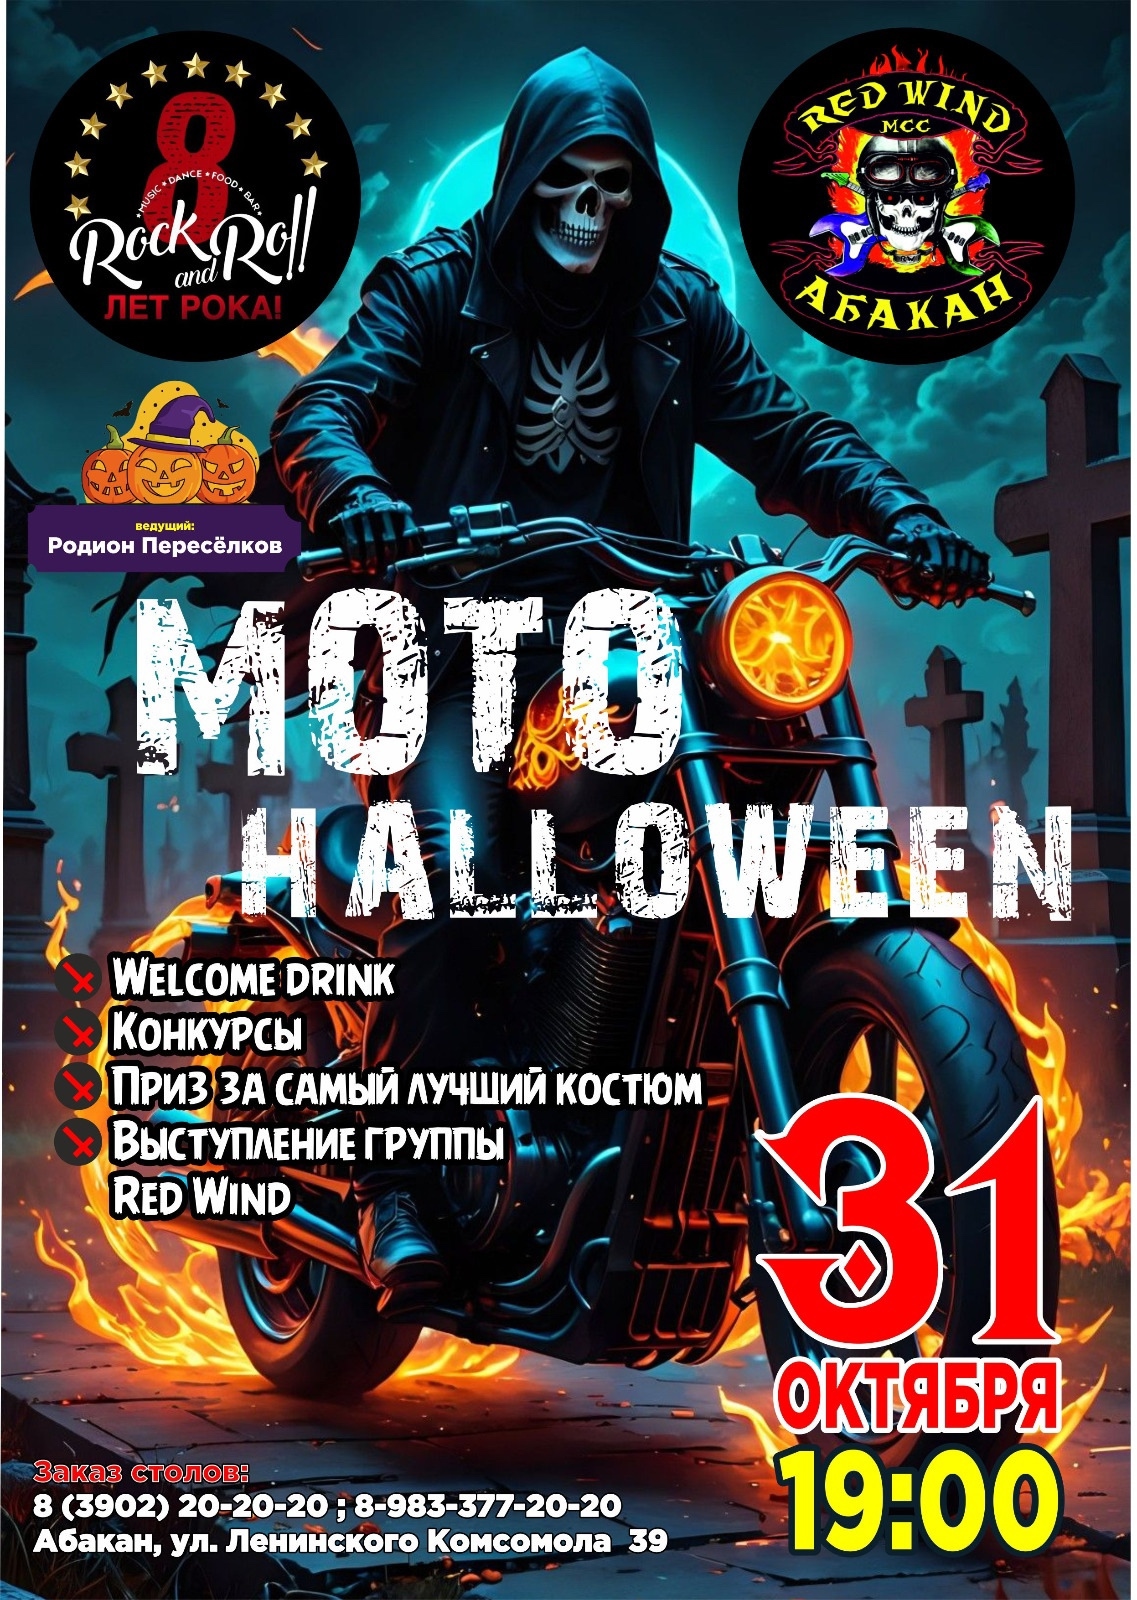 8
MUSIC ★ DANCE ★ FOOD ★ BAR
Rock
and Roll
ЛЕТ РОКА!
RED WIND
MCC
АБАКАН
ведущий:
Родион Пересёлков
МОТО
HALLOWEEN
WELCOME DRINK
КОНКУРСЫ
ПРИЗ ЗА САМЫЙ ЛУЧШИЙ КОСТЮМ
ВЫСТУПЛЕНИЕ ГРУППЫ
RED WIND
31
ОКТЯБРЯ
19:00
Заказ столов:
8 (3902) 20-20-20 ; 8-983-377-20-20
Абакан, ул. Ленинского Комсомола 39